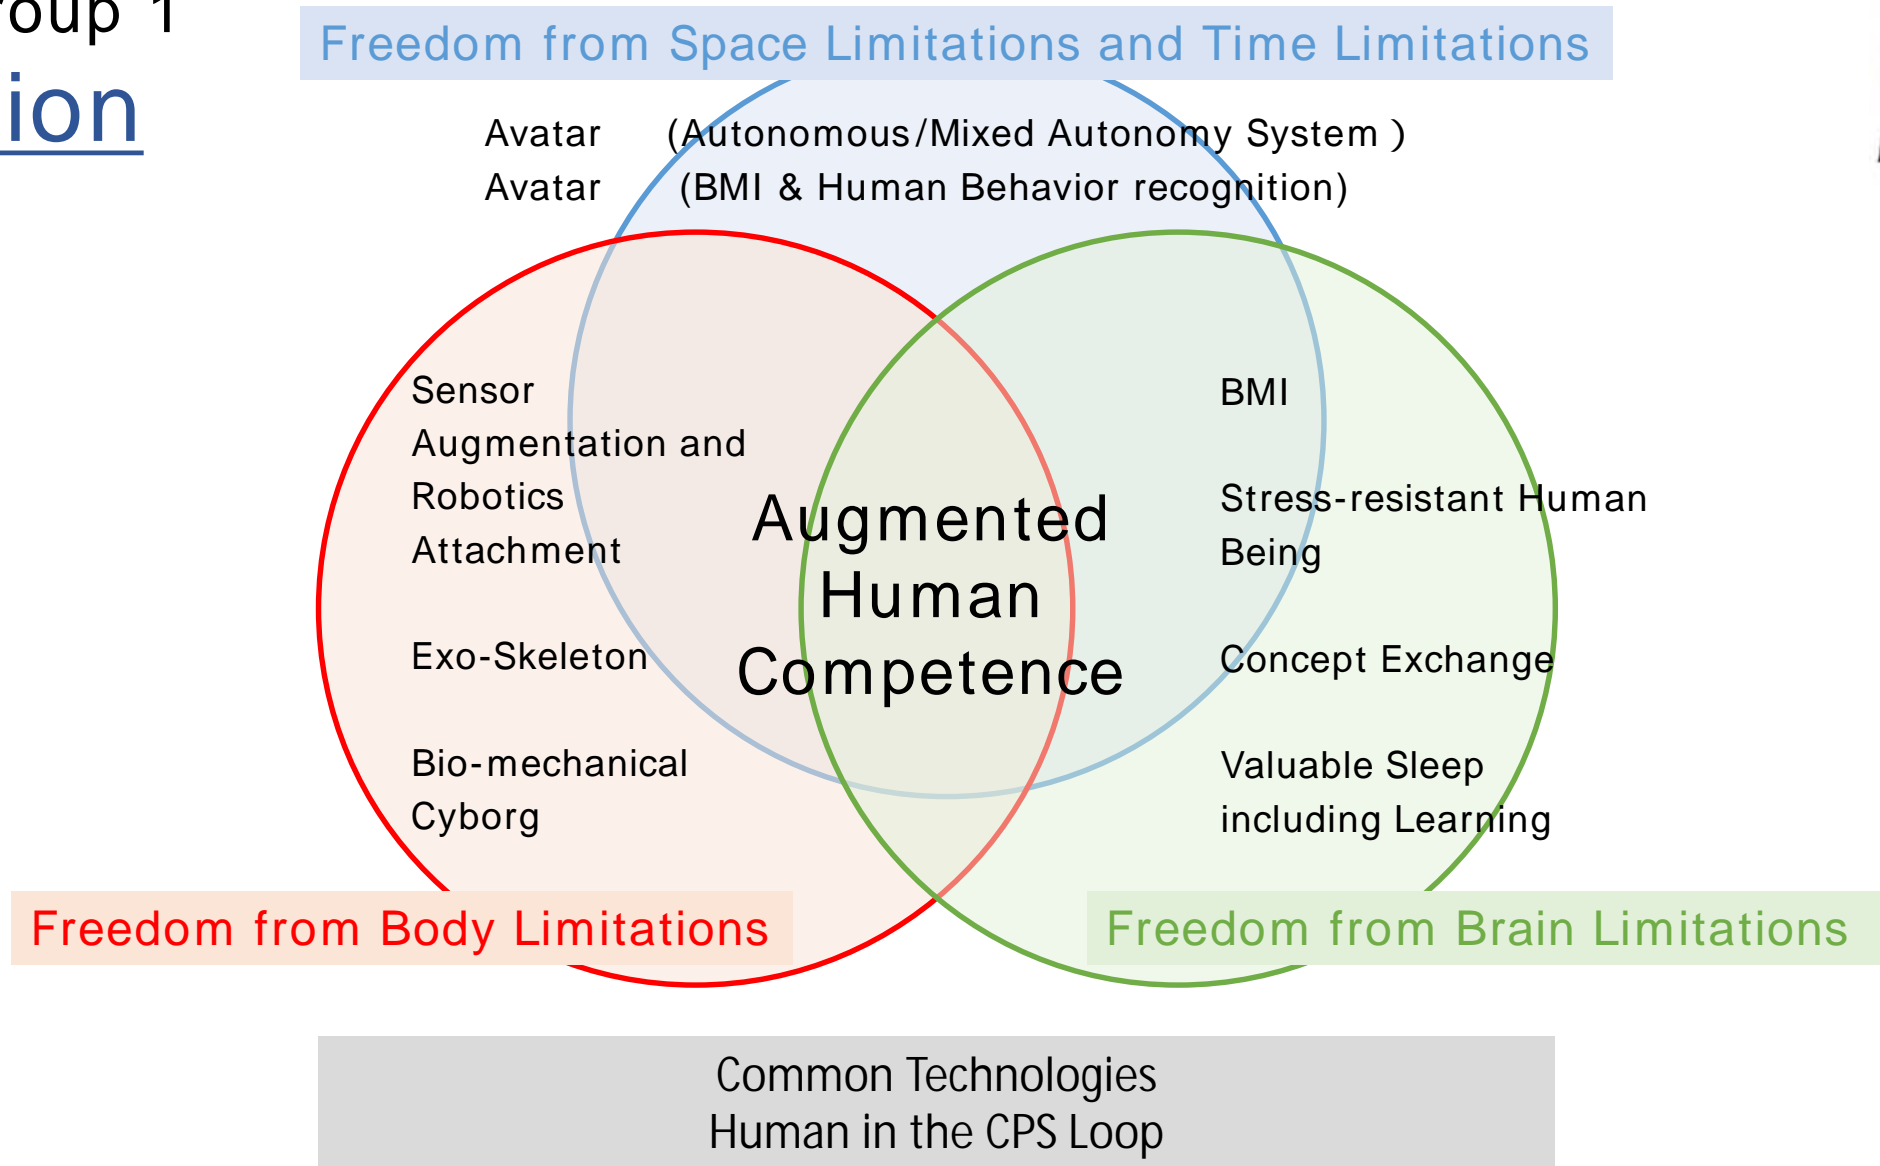 roup 1
ion
Freedom from Space Limitations and Time Limitations
Avatar (Autonomous/Mixed Autonomy System )
Avatar (BMI & Human Behavior recognition)
Sensor
Augmentation and
Robotics
Attachment
Exo-Skeleton
Bio-mechanical
Cyborg
Augmented
Human
Competence
BMI
Stress-resistant Human
Being
Concept Exchange
Valuable Sleep
including Learning
Freedom from Body Limitations
Freedom from Brain Limitations
Common Technologies
Human in the CPS Loop